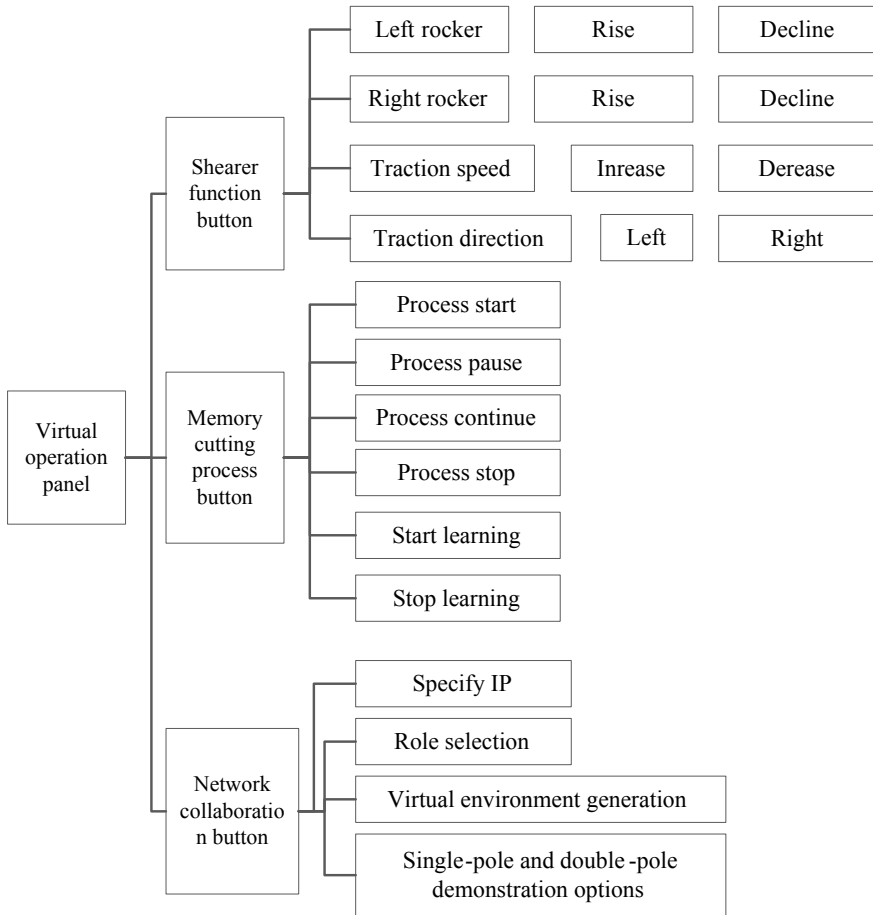 Virtual
operation
panel
Shearer
function
button
Left rocker
Rise
Decline
Right rocker
Rise
Decline
Traction speed
Inrease
Derease
Traction direction
Left
Right
Memory
cutting
process
button
Process start
Process pause
Process continue
Process stop
Start learning
Stop learning
Network
collaboratio
n button
Specify IP
Role selection
Virtual environment generation
Single-pole and double-pole
demonstration options